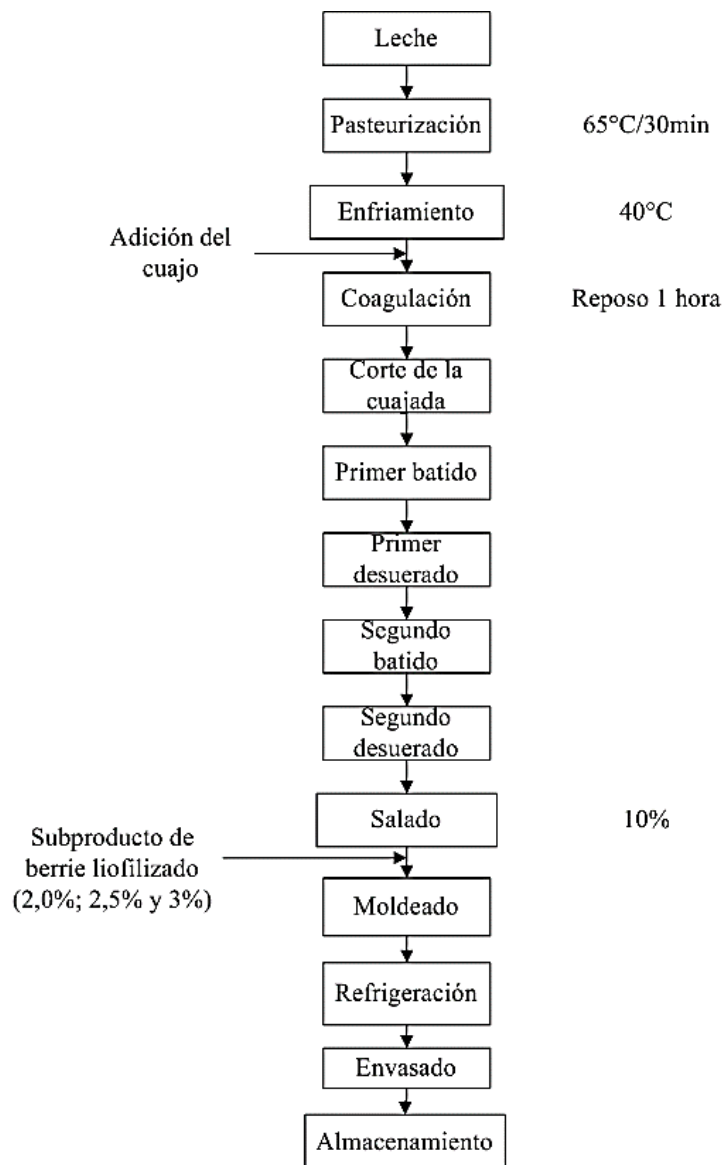 Leche
Pasteurización
65°C/30min
Enfriamiento
40°C
Adición del
cuajo
Coagulación
Reposo 1 hora
Corte de la
cuajada
Primer batido
Primer
desuerado
Segundo
batido
Segundo
desuerado
Salado
10%
Subproducto de
berrie liofilizado
(2,0%; 2,5% y 3%)
Moldeado
Refrigeración
Envasado
Almacenamiento